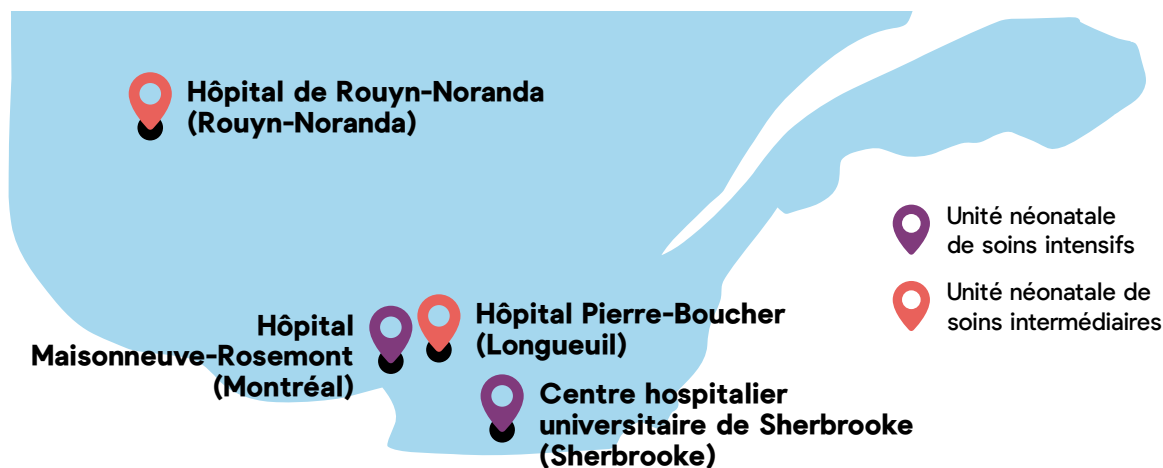 Hôpital de Rouyn-Noranda
(Rouyn-Noranda)
Unité néonatale
de soins intensifs
Unité néonatale de
soins intermédiaires
Hôpital
Maisonneuve-Rosemont
(Montréal)
Hôpital Pierre-Boucher
(Longueuil)
Centre hospitalier
universitaire de Sherbrooke
(Sherbrooke)